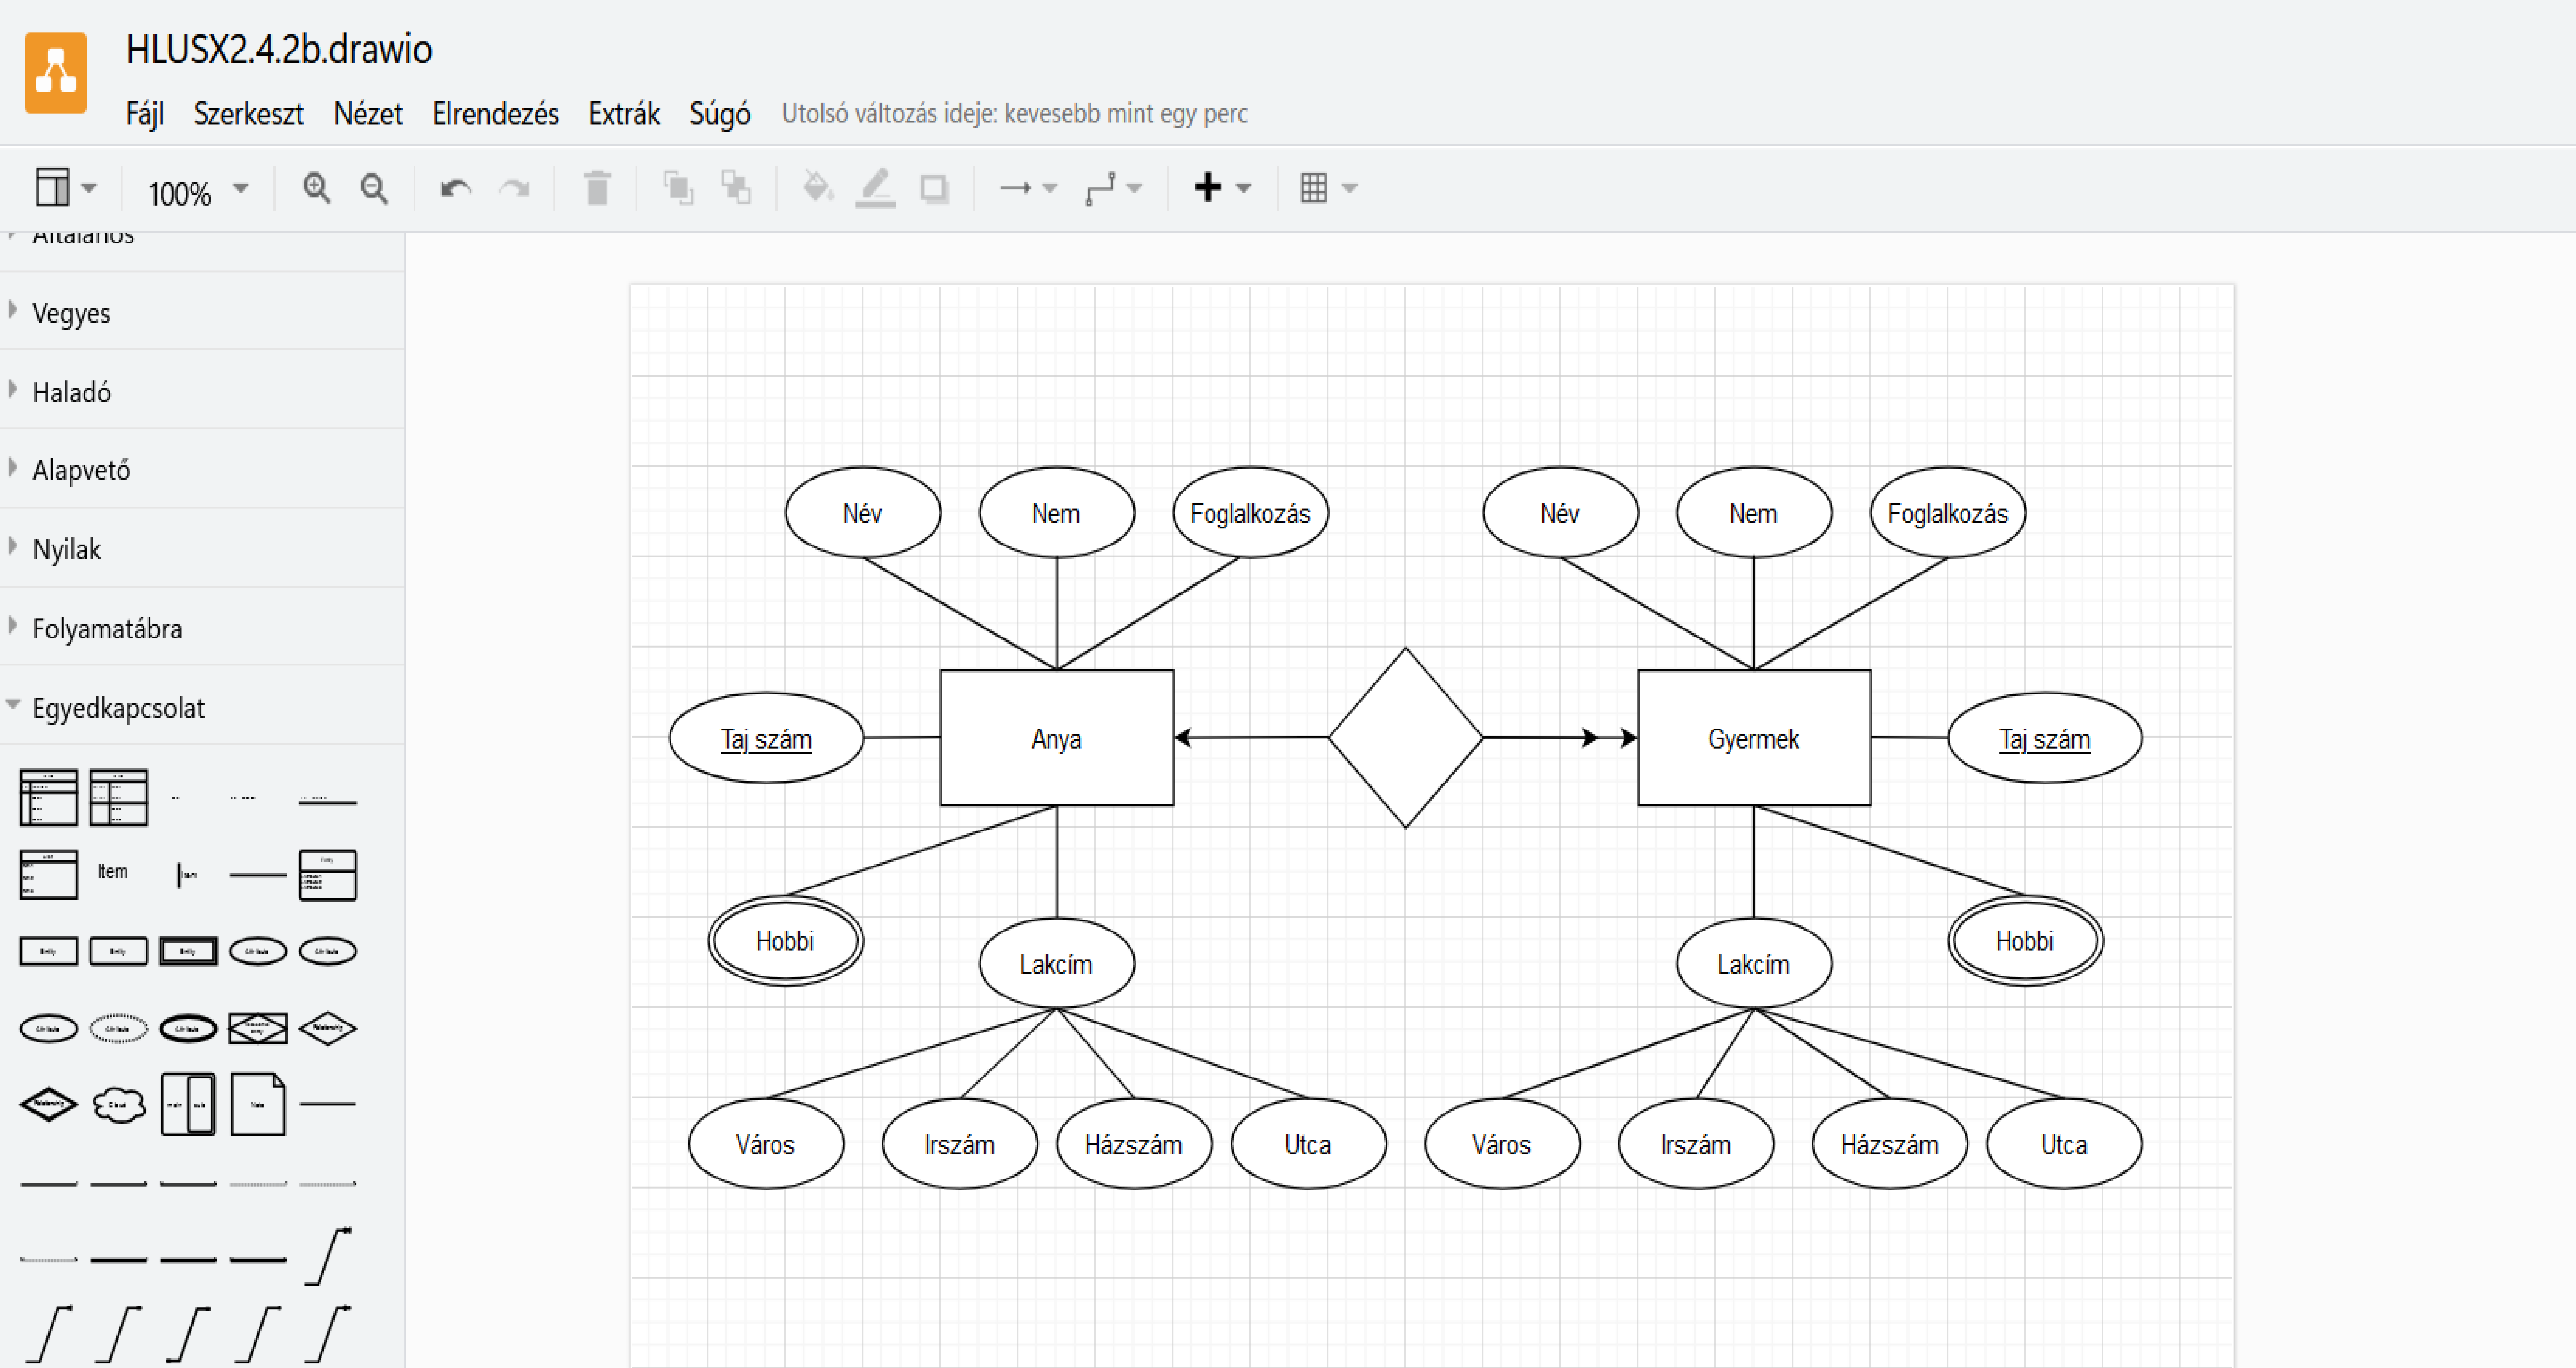 HLUSX2.4.2b.drawio
Fájl Szerkeszt Nézet Elrendezés Extrák Súgó Utolsó változás ideje: kevesebb mint egy perc
100%
Általános
Vegyes
Haladó
Alapvető
Nyilak
Folyamatábra
Egyedkapcsolat
Item
Név Nem Foglalkozás Név Nem Foglalkozás
Taj szám Anya Gyermek Taj szám
Hobbi Lakcím Lakcím Hobbi
Város Irszám Házszám Utca Város Irszám Házszám Utca